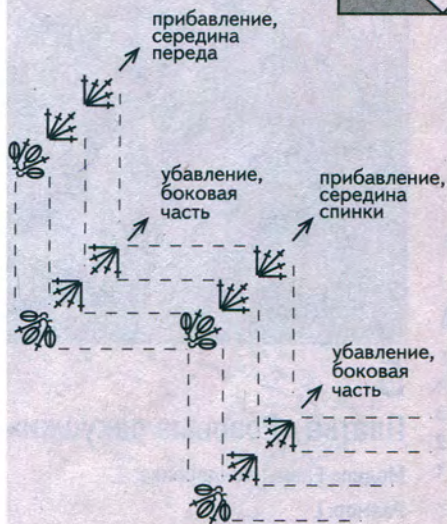 прибавление,
середина
переда
убавление,
боковая
часть
прибавление,
середина
спинки
убавление,
боковая
часть